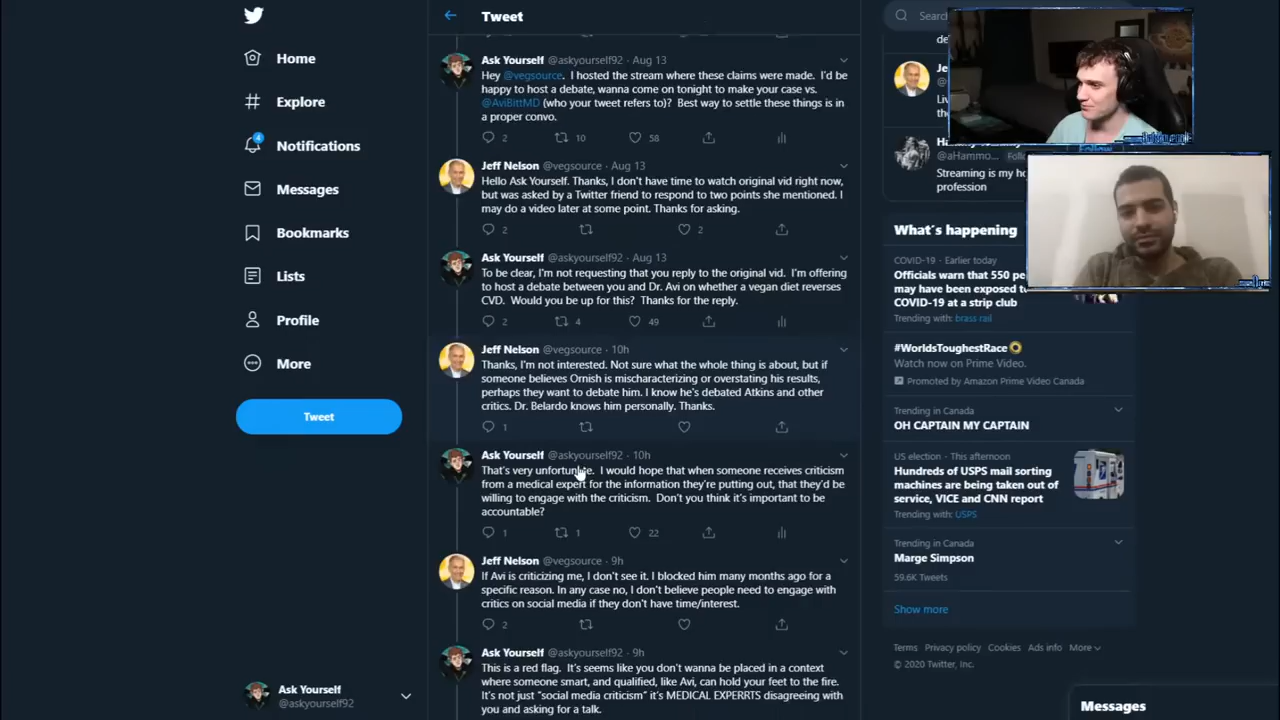 Tweet
Home
Explore
4
Notifications
Messages
Bookmarks
Lists
Profile
More
Tweet
Ask Yourself
@askyourself92
Ask Yourself @askyourself92 · Aug 13
Hey @vegsource. I hosted the stream where these claims were made. I'd be
happy to host a debate, wanna come on tonight to make your case vs.
@AviBittMD (who your tweet refers to)? Best way to settle these things is in
a proper convo.
2 10 58
Jeff Nelson @vegsource · Aug 13
Hello Ask Yourself. Thanks, I don't have time to watch original vid right now,
but was asked by a Twitter friend to respond to two points she mentioned. I
may do a video later at some point. Thanks for asking.
2 2
Ask Yourself @askyourself92 · Aug 13
To be clear, I'm not requesting that you reply to the original vid. I'm offering
to host a debate between you and Dr. Avi on whether a vegan diet reverses
CVD. Would you be up for this? Thanks for the reply.
2 4 49
Jeff Nelson @vegsource · 10h
Thanks, I'm not interested. Not sure what the whole thing is about, but if
someone believes Ornish is mischaracterizing or overstating his results,
perhaps they want to debate him. I know he's debated Atkins and other
critics. Dr. Belardo knows him personally. Thanks.
1
Ask Yourself @askyourself92 · 10h
That's very unfortunate. I would hope that when someone receives criticism
from a medical expert for the information they're putting out, that they'd be
willing to engage with the criticism. Don't you think it's important to be
accountable?
1 1 22
Jeff Nelson @vegsource · 9h
If Avi is criticizing me, I don't see it. I blocked him many months ago for a
specific reason. In any case no, I don't believe people need to engage with
critics on social media if they don't have time/interest.
2
Ask Yourself @askyourself92 · 9h
This is a red flag. It's seems like you don't wanna be placed in a context
where someone smart, and qualified, like Avi, can hold your feet to the fire.
It's not just "social media criticism" it's MEDICAL EXPERRTS disagreeing with
you and asking for a talk.
Search
de
Je
Liv
the
@aHammo... Follo
Streaming is my ho
profession
What's happening
COVID-19 · Earlier today
Officials warn that 550 pe
may have been exposed t
COVID-19 at a strip club
Trending with: brass rail
#WorldsToughestRace
Watch now on Prime Video.
Promoted by Amazon Prime Video Canada
Trending in Canada
OH CAPTAIN MY CAPTAIN
US election · This afternoon
Hundreds of USPS mail sorting
machines are being taken out of
service, VICE and CNN report
Trending with: USPS
Trending in Canada
Marge Simpson
59.6K Tweets
Show more
Terms Privacy policy Cookies Ads info More
© 2020 Twitter, Inc.
Messages